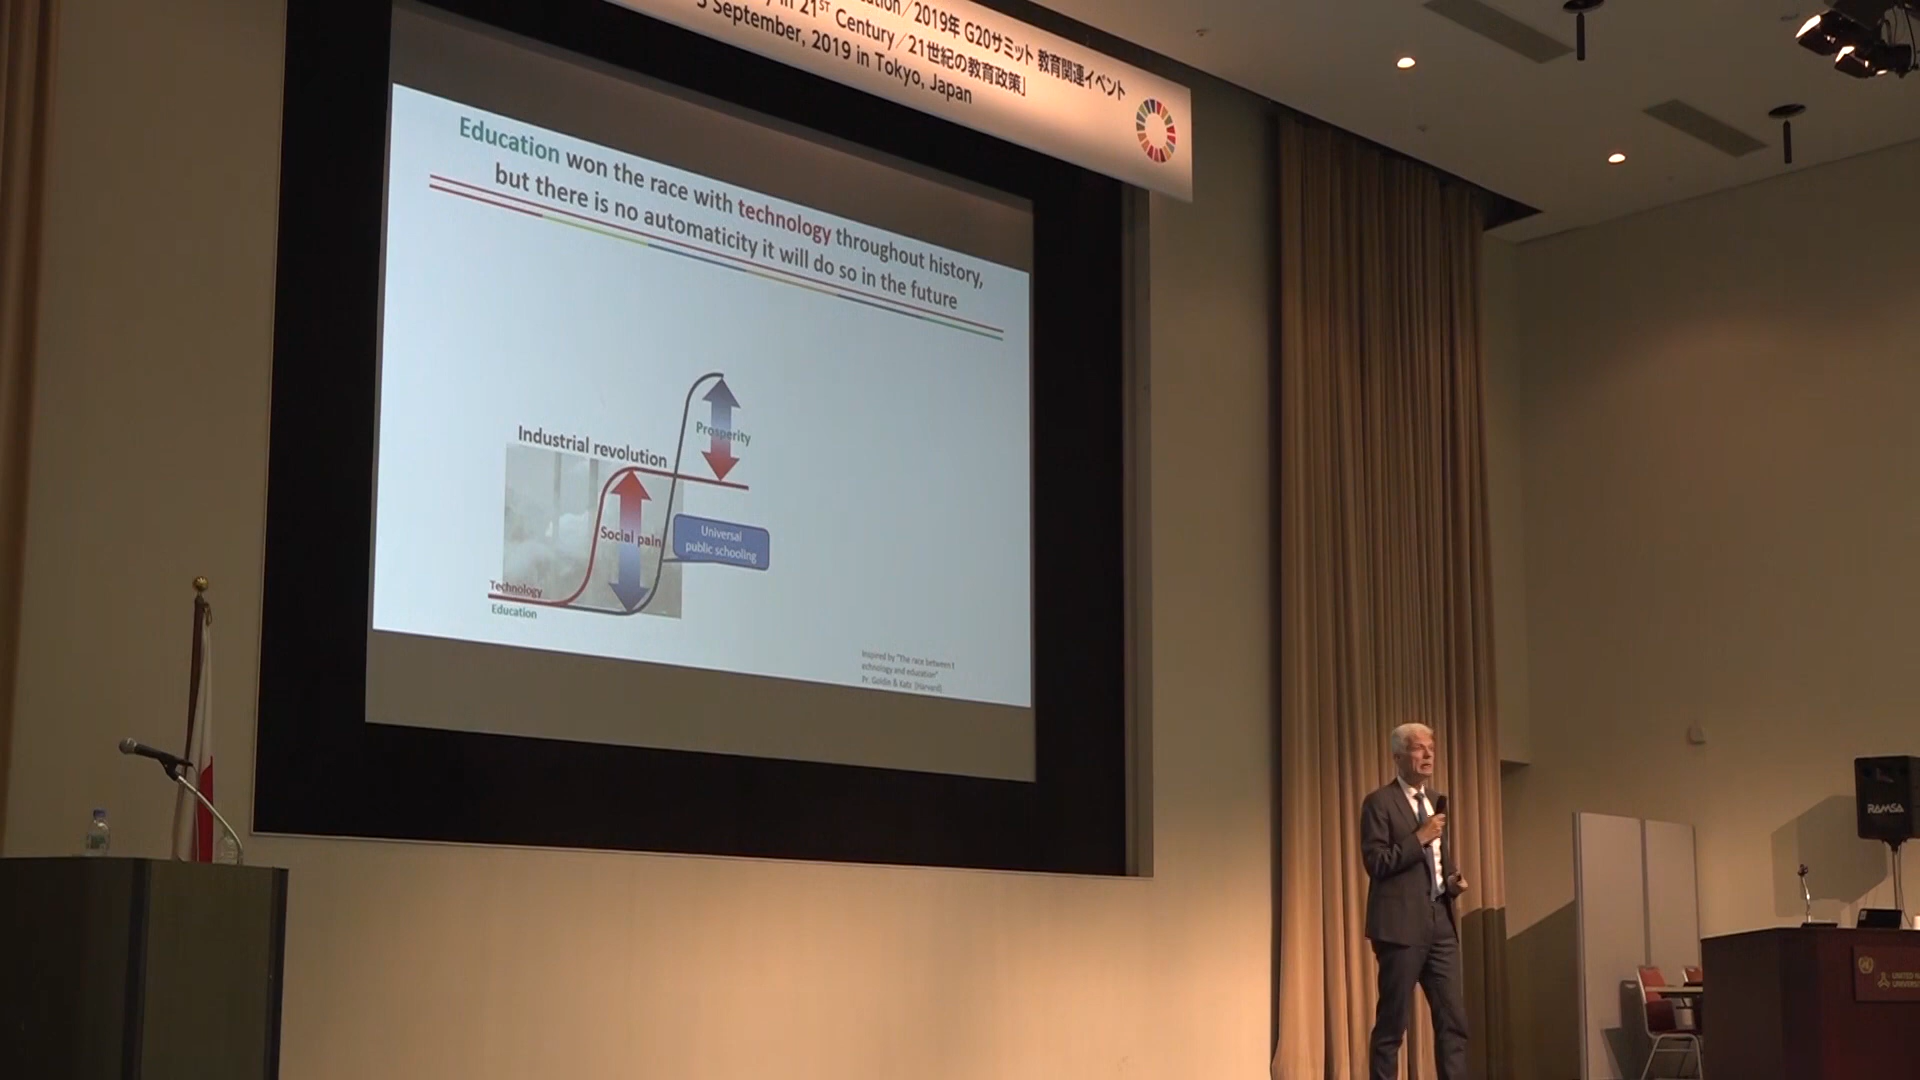 2019年 G20サミット 教育関連イベント
in 21ST Century／21世紀の教育政策」
September, 2019 in Tokyo, Japan
Education won the race with technology throughout history,
but there is no automaticity it will do so in the future
Prosperity
Industrial revolution
Social pain
Universal
public schooling
Technology
Education
Inspired by "The race between t
echnology and education"
Pr. Goldin & Katz (Harvard)
RAMSA
UNITED
UNIVERS